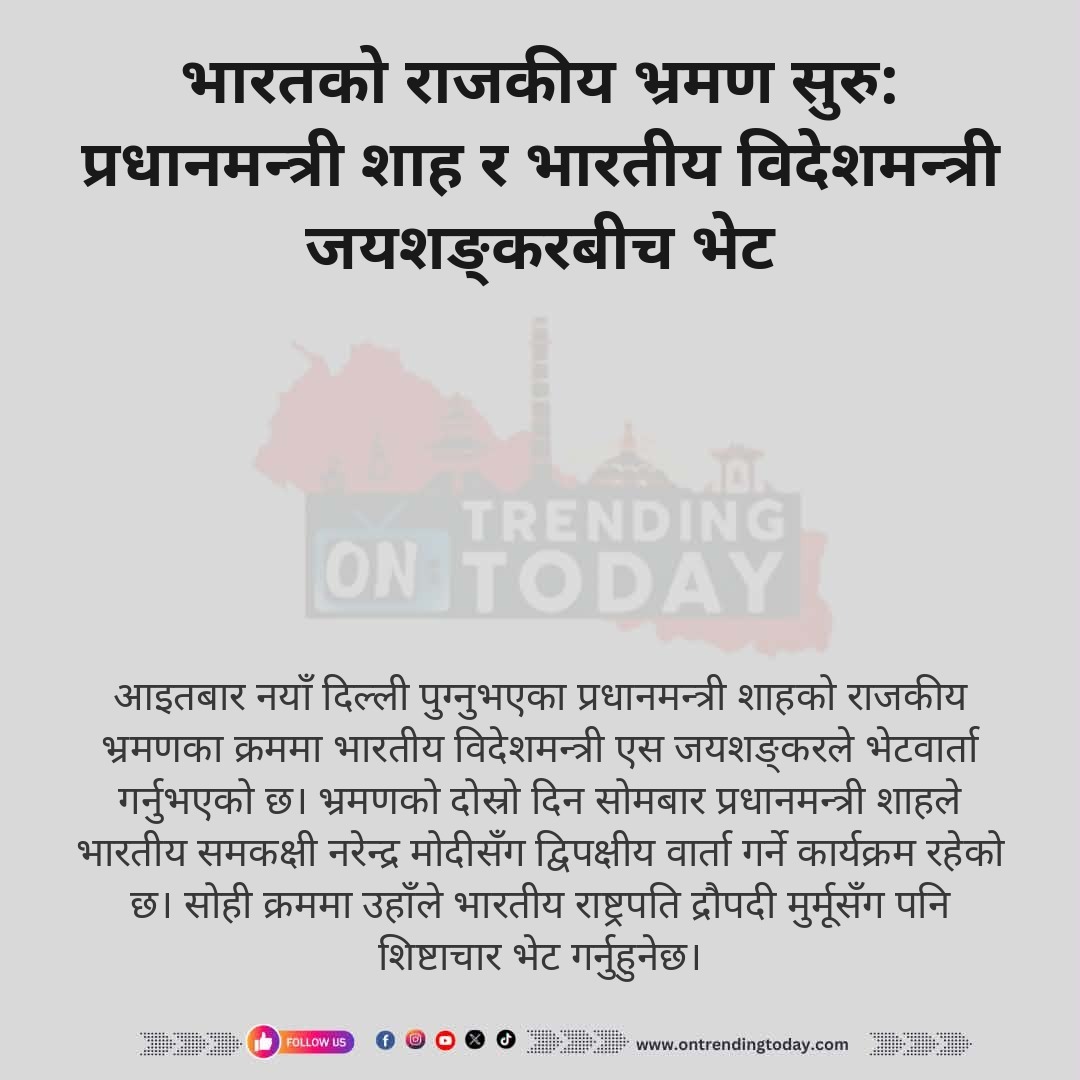 भारतको राजकीय भ्रमण सुरु:
प्रधानमन्त्री शाह र भारतीय विदेशमन्त्री
जयशङ्करबीच भेट
TRENDING
ON TODAY
आइतबार नयाँ दिल्ली पुग्नुभएका प्रधानमन्त्री शाहको राजकीय
भ्रमणका क्रममा भारतीय विदेशमन्त्री एस जयशङ्करले भेटवार्ता
गर्नुभएको छ। भ्रमणको दोस्रो दिन सोमबार प्रधानमन्त्री शाहले
भारतीय समकक्षी नरेन्द्र मोदीसँग द्विपक्षीय वार्ता गर्ने कार्यक्रम रहेको
छ। सोही क्रममा उहाँले भारतीय राष्ट्रपति द्रौपदी मुर्मूसँग पनि
शिष्टाचार भेट गर्नुहुनेछ।
FOLLOW US www.ontrendingtoday.com